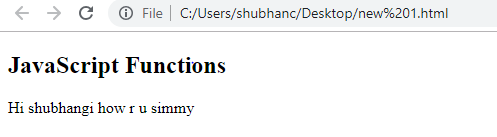 File | C:/Users/shubhanc/Desktop/new%201.html
JavaScript Functions
Hi shubhangi how r u simmy